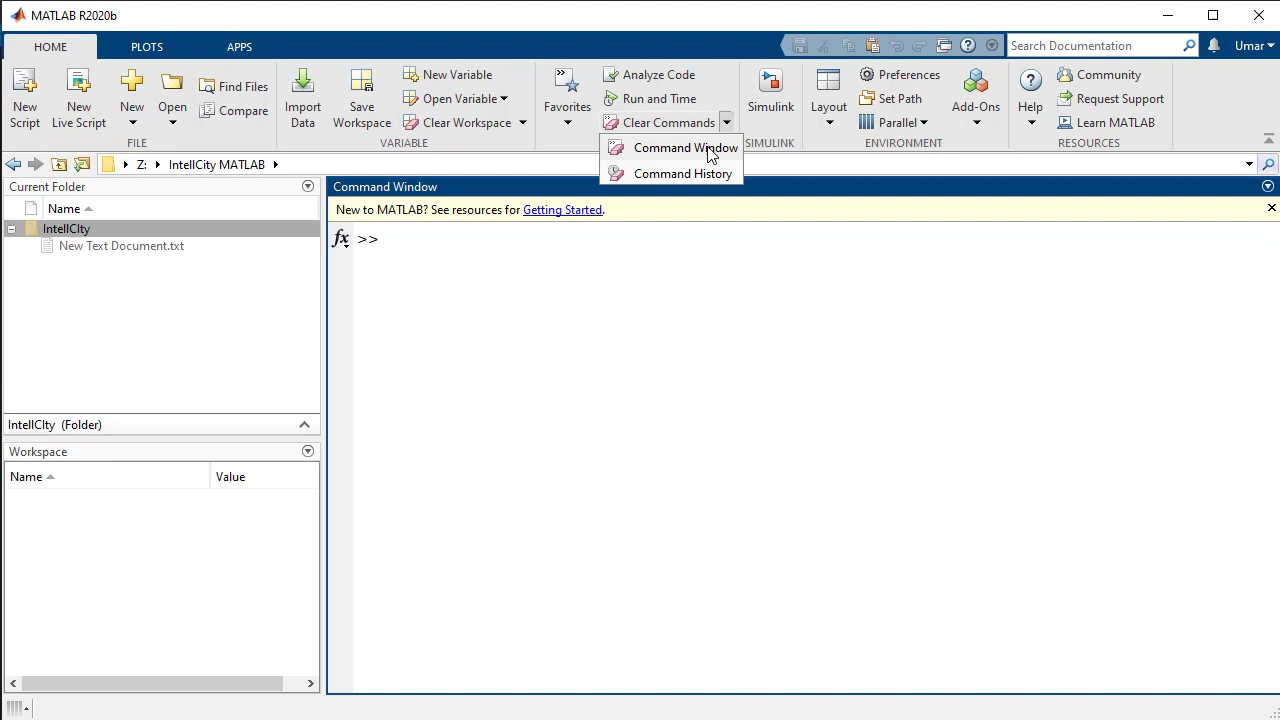 MATLAB R2020b
HOME
PLOTS
APPS
Search Documentation
Umar
New Script
New Live Script
New
Open
Find Files
Compare
FILE
Import Data
Save Workspace
New Variable
Open Variable
Clear Workspace
VARIABLE
Favorites
Analyze Code
Run and Time
Clear Commands
Command Window
Command History
Simulink
SIMULINK
Layout
Preferences
Set Path
Parallel
Add-Ons
ENVIRONMENT
Help
Community
Request Support
Learn MATLAB
RESOURCES
Z:
IntellCity MATLAB
Current Folder
Name
IntellCIty
New Text Document.txt
IntellCIty (Folder)
Workspace
Name
Value
Command Window
New to MATLAB? See resources for Getting Started.
fx >>